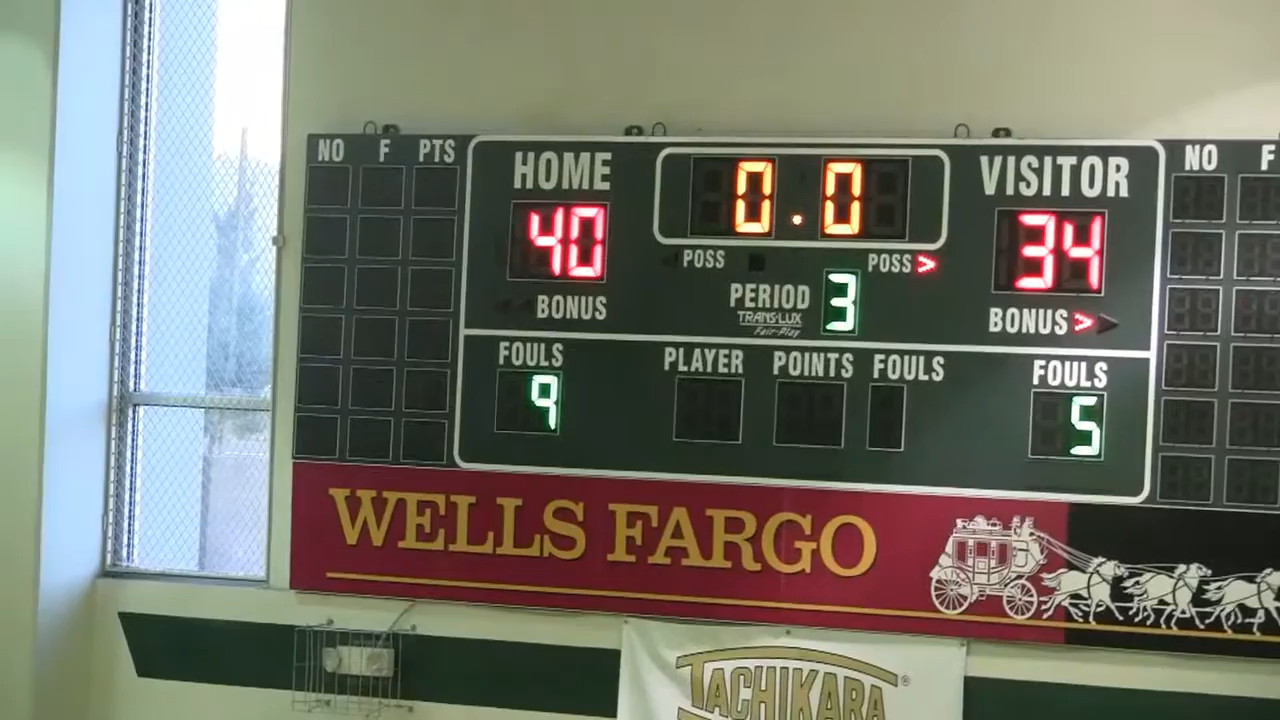 NO F PTS
HOME
0.0
VISITOR
NO F
40
34
POSS
POSS >
PERIOD 3
TRANS-LUX
Fair-Play
BONUS
BONUS >
FOULS
PLAYER POINTS FOULS
FOULS
9
5
WELLS FARGO
TACHIKARA®